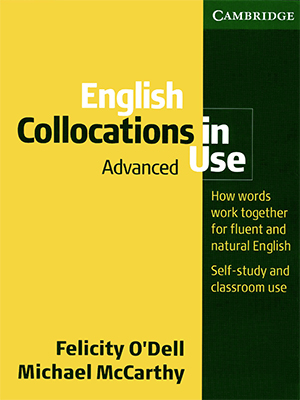 CAMBRIDGE
English
Collocations in
Advanced Use
How words
work together
for fluent and
natural English
Self-study and
classroom use
Felicity O'Dell
Michael McCarthy